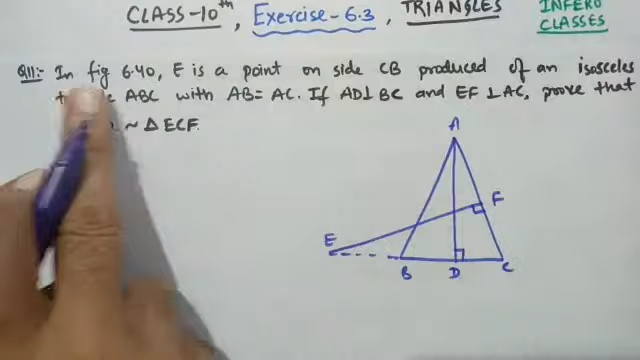 CLASS-10th, Exercise-6.3, TRIANGLES INFERO CLASSES
Q11:- In fig 6.40, E is a point on side CB produced of an isosceles
ABC with AB=AC. If AD⊥BC and EF⊥AC, prove that
~ΔECF.
A
F
E
B D C